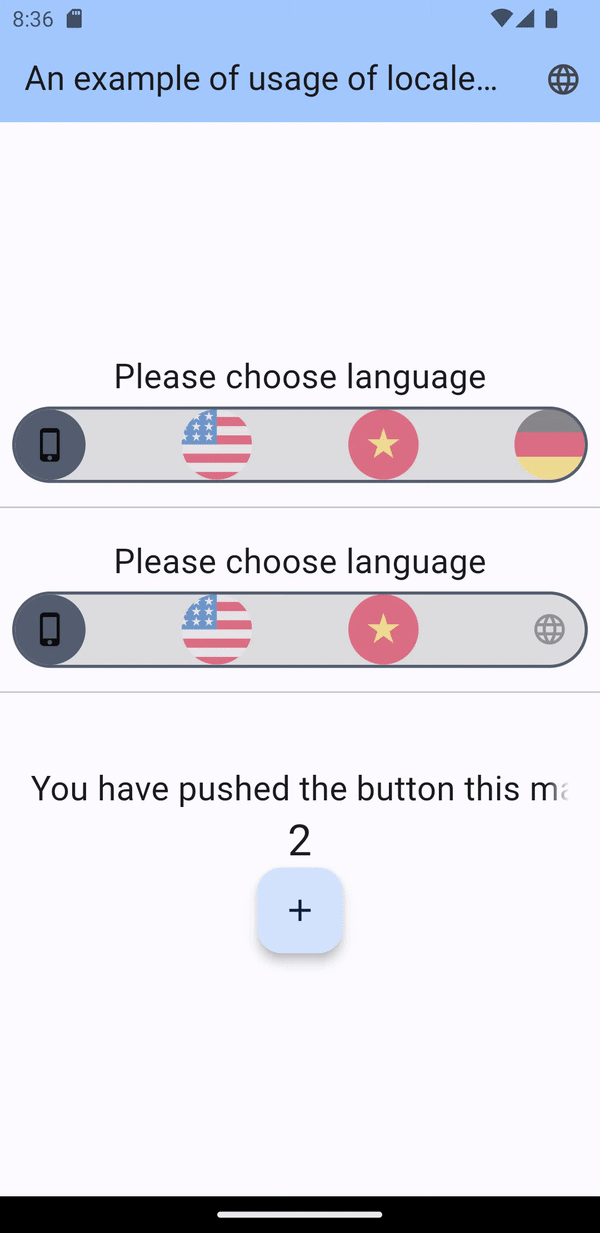 8:36
An example of usage of locale...
Please choose language
Please choose language
You have pushed the button this
2
+